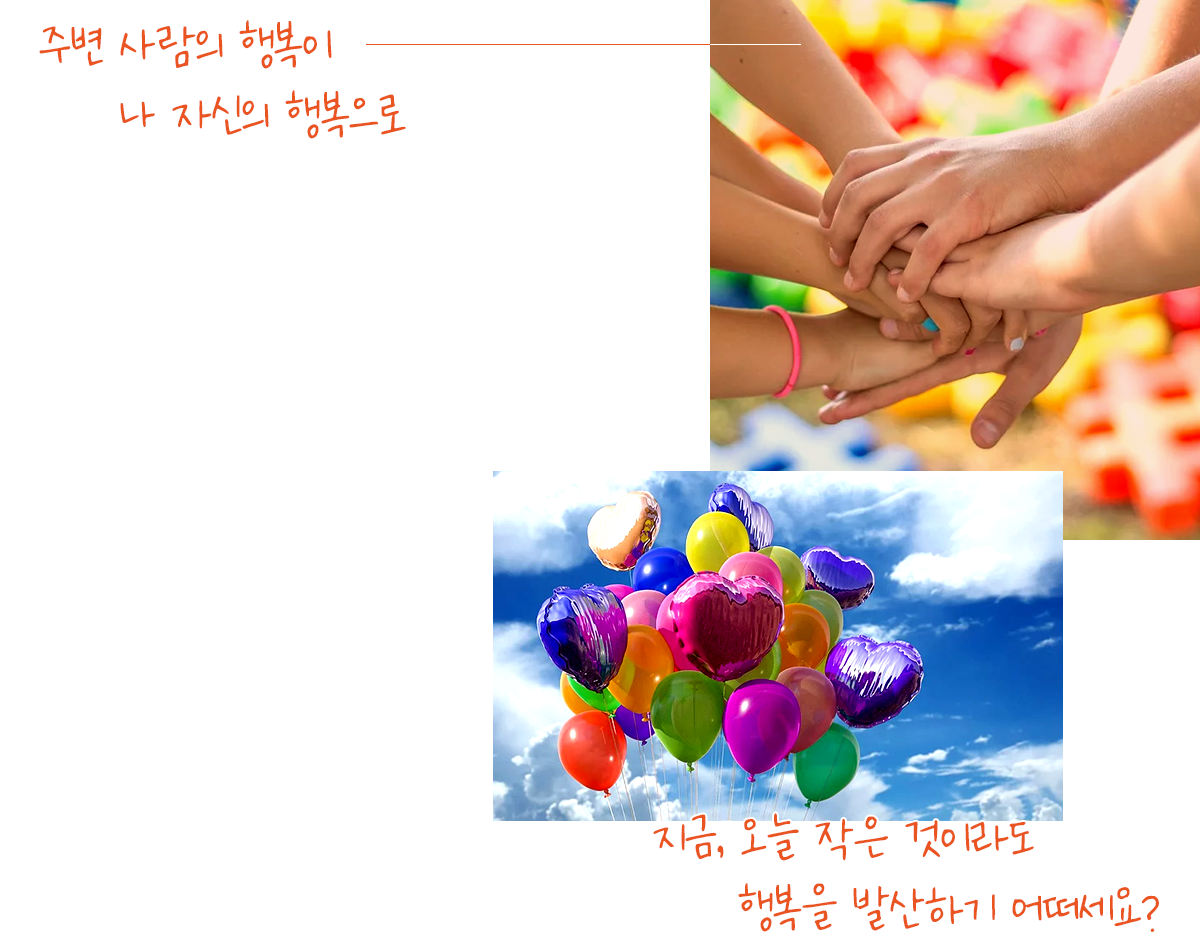 주변 사람의 행복이
나 자신의 행복으로
지금, 오늘 작은 것이라도
행복을 발산하기 어떠세요?